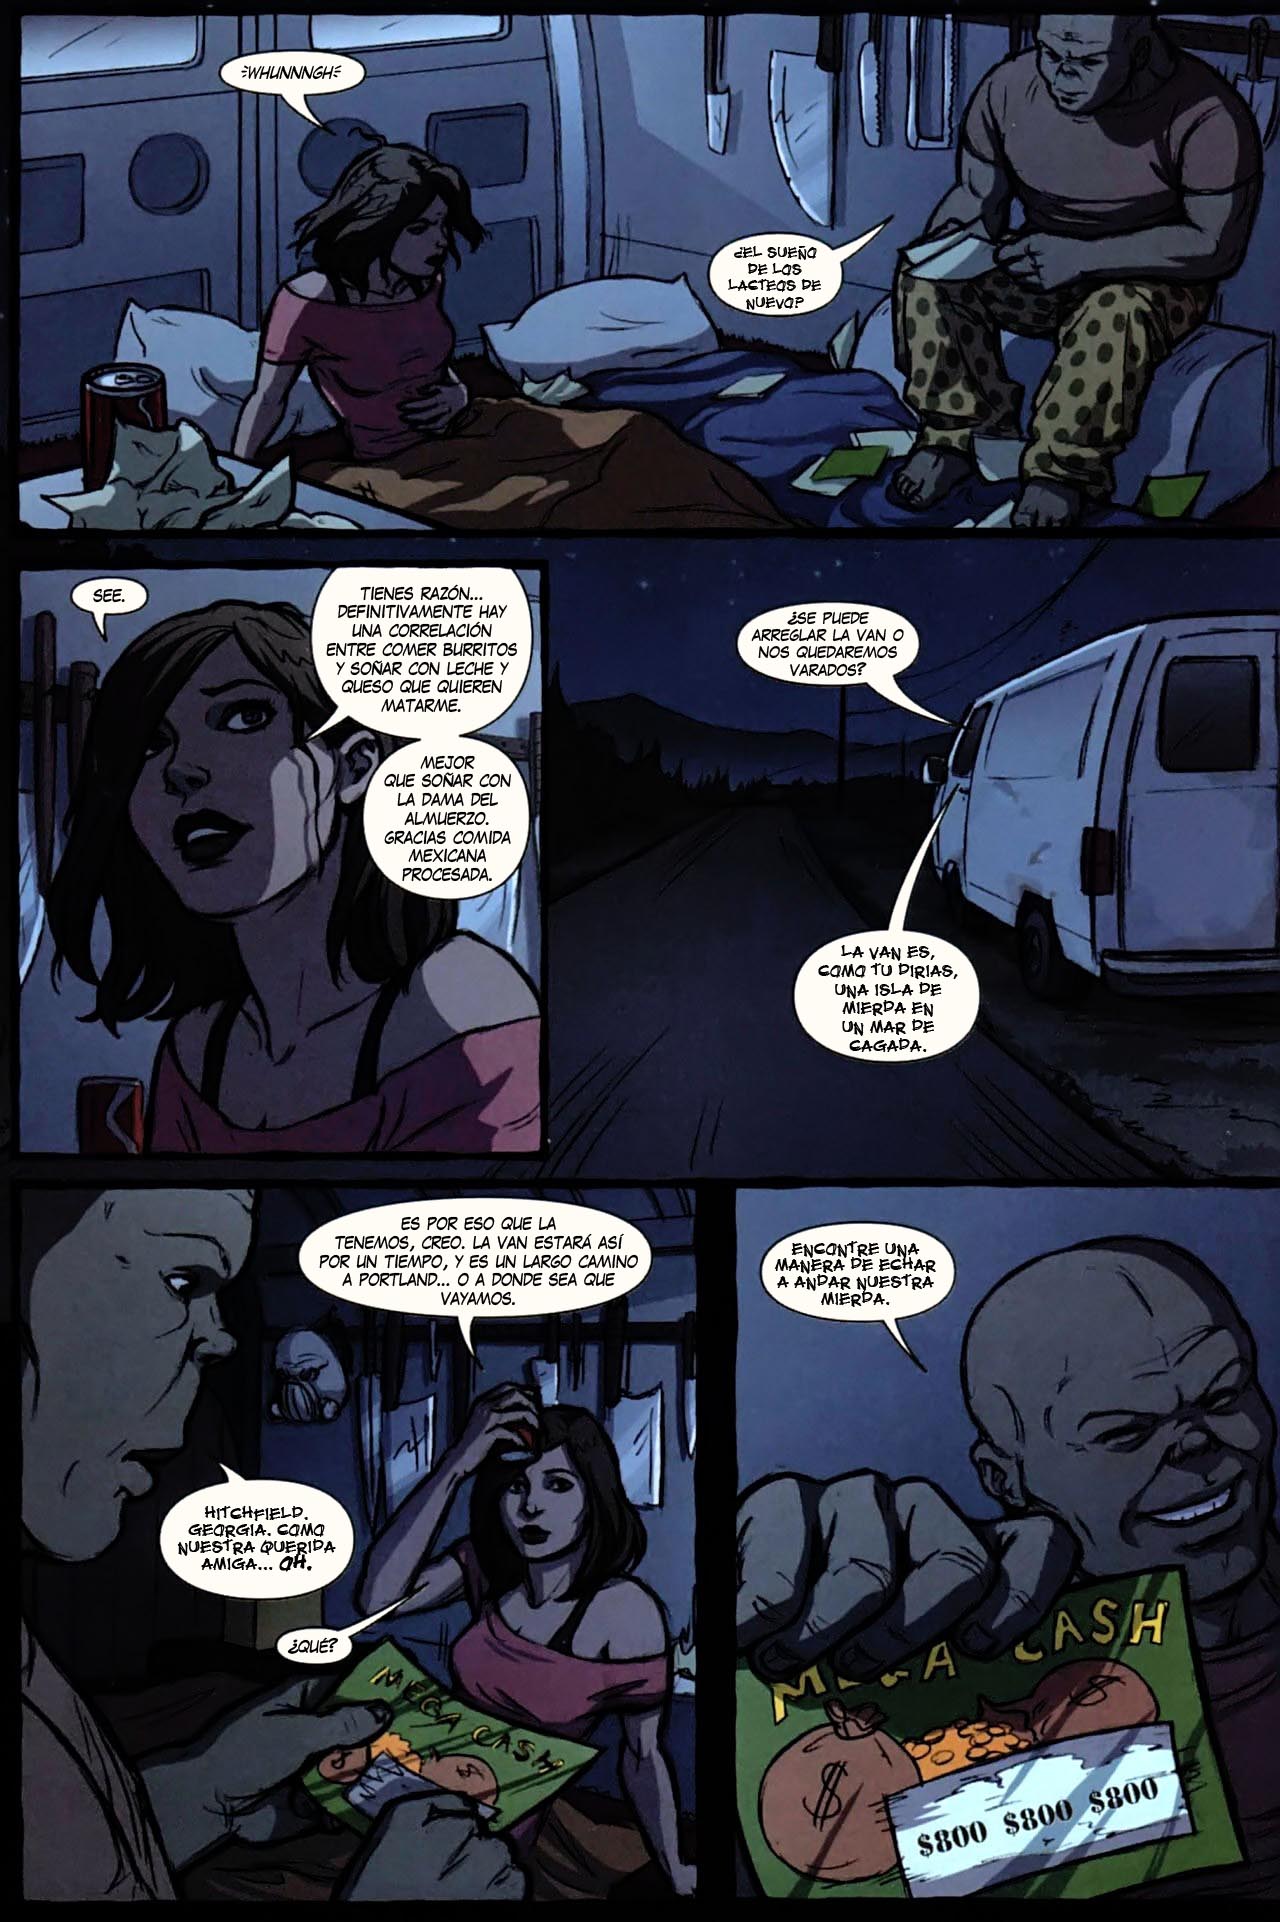 WHUNNNGH
¿EL SUEÑO
DE LOS
LACTEOS DE
NUEVO?
SEE.
TIENES RAZÓN...
DEFINITIVAMENTE HAY
UNA CORRELACIÓN
ENTRE COMER BURRITOS
Y SOÑAR CON LECHE Y
QUESO QUE QUIEREN
MATARME.
MEJOR
QUE SOÑAR CON
LA DAMA DEL
ALMUERZO.
GRACIAS COMIDA
MEXICANA
PROCESADA.
¿SE PUEDE
ARREGLAR LA VAN O
NOS QUEDAREMOS
VARADOS?
LA VAN ES,
COMO TU DIRIAS,
UNA ISLA DE
MIERDA EN
UN MAR DE
CAGADA.
ES POR ESO QUE LA
TENEMOS, CREO. LA VAN ESTARÁ ASÍ
POR UN TIEMPO, Y ES UN LARGO CAMINO
A PORTLAND... O A DONDE SEA QUE
VAYAMOS.
HITCHFIELD.
GEORGIA. COMO
NUESTRA QUERIDA
AMIGA... OH.
¿QUÉ?
MEGA CASH
ENCONTRE UNA
MANERA DE ECHAR
A ANDAR NUESTRA
MIERDA.
MEGA CASH
$
$
$800 $800 $800